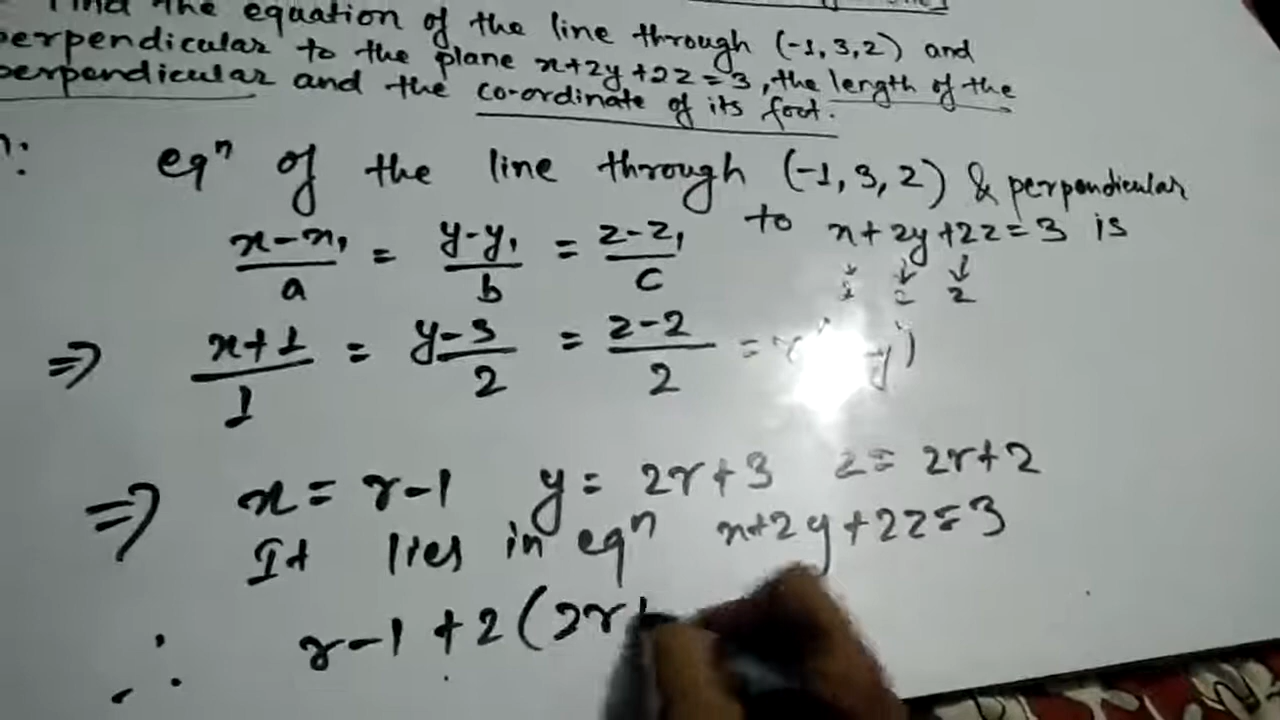 Find the equation of the line through (-1, 3, 2) and
perpendicular to the plane x+2y+2z=3, the length of the
perpendicular and the co-ordinate of its foot.
eqⁿ of the line through (-1, 3, 2) & perpendicular
to x+2y+2z=3 is
x-x₁/a = y-y₁/b = z-z₁/c
1 2 2
⇒ x+1/1 = y-3/2 = z-2/2 =
⇒ x = r-1 y = 2r+3 z = 2r+2
It lies in eqⁿ x+2y+2z=3
∴ r-1+2(2r+